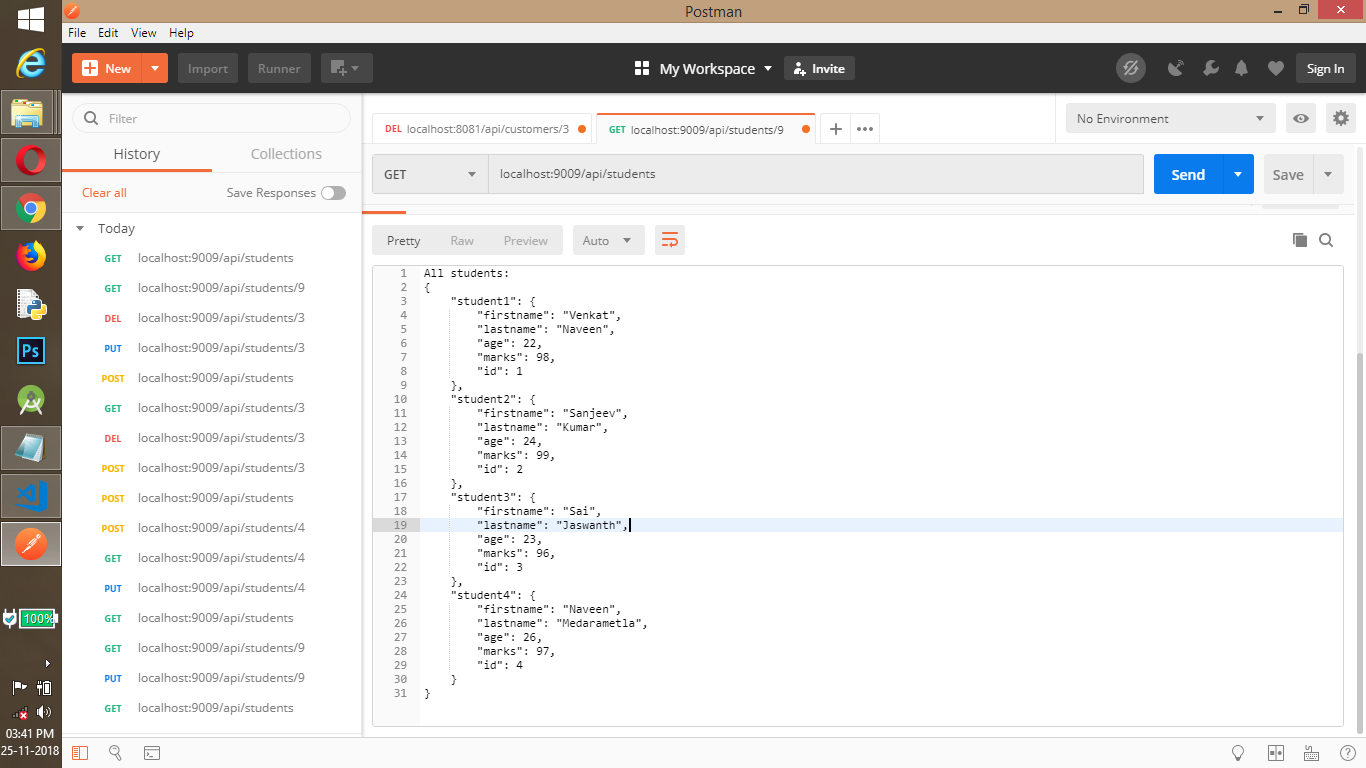 Postman
File Edit View Help
New Import Runner My Workspace Invite Sign In
Filter
History Collections
Clear all Save Responses
Today
GET localhost:9009/api/students
GET localhost:9009/api/students/9
DEL localhost:9009/api/students/3
PUT localhost:9009/api/students/3
POST localhost:9009/api/students
GET localhost:9009/api/students/3
DEL localhost:9009/api/students/3
POST localhost:9009/api/students/3
POST localhost:9009/api/students
POST localhost:9009/api/students/4
GET localhost:9009/api/students/4
PUT localhost:9009/api/students/4
GET localhost:9009/api/students
GET localhost:9009/api/students/9
PUT localhost:9009/api/students/9
GET localhost:9009/api/students
DEL localhost:8081/api/customers/3 GET localhost:9009/api/students/9 No Environment
GET localhost:9009/api/students Send Save
Pretty Raw Preview Auto
1 All students:
2 {
3 "student1": {
4 "firstname": "Venkat",
5 "lastname": "Naveen",
6 "age": 22,
7 "marks": 98,
8 "id": 1
9 },
10 "student2": {
11 "firstname": "Sanjeev",
12 "lastname": "Kumar",
13 "age": 24,
14 "marks": 99,
15 "id": 2
16 },
17 "student3": {
18 "firstname": "Sai",
19 "lastname": "Jaswanth",
20 "age": 23,
21 "marks": 96,
22 "id": 3
23 },
24 "student4": {
25 "firstname": "Naveen",
26 "lastname": "Medarametla",
27 "age": 26,
28 "marks": 97,
29 "id": 4
30 }
31 }
Ps
100%
03:41 PM
25-11-2018